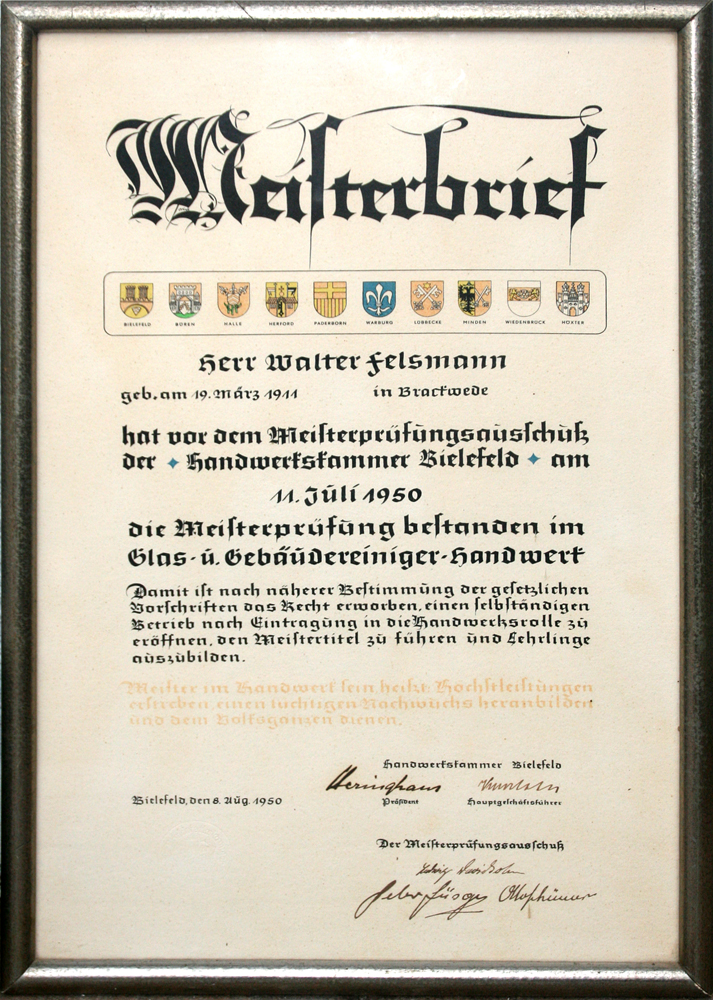 Meisterbrief
BIELEFELD BÜREN HALLE HERFORD PADERBORN WARBURG LÜBBECKE MINDEN WIEDENBRÜCK HÖXTER
Herr Walter Felsmann
geb. am 19. März 1911 in Brackwede
hat vor dem Meisterprüfungsausschuß
der Handwerkskammer Bielefeld am
11. Juli 1950
die Meisterprüfung bestanden im
Glas- u. Gebäudereiniger-Handwerk
Damit ist nach näherer Bestimmung der gesetzlichen
Vorschriften das Recht erworben, einen selbständigen
Betrieb nach Eintragung in die Handwerksrolle zu
eröffnen, den Meistertitel zu führen und Lehrlinge
auszubilden.
Meister im Handwerk sein, heißt Höchstleistungen
erstreben, einen tüchtigen Nachwuchs heranbilden
und dem Volksganzen dienen.
Handwerkskammer Bielefeld
Heringhaus
Bielefeld, den 8. Aug. 1950
Präsident Hauptgeschäftsführer
Der Meisterprüfungsausschuß